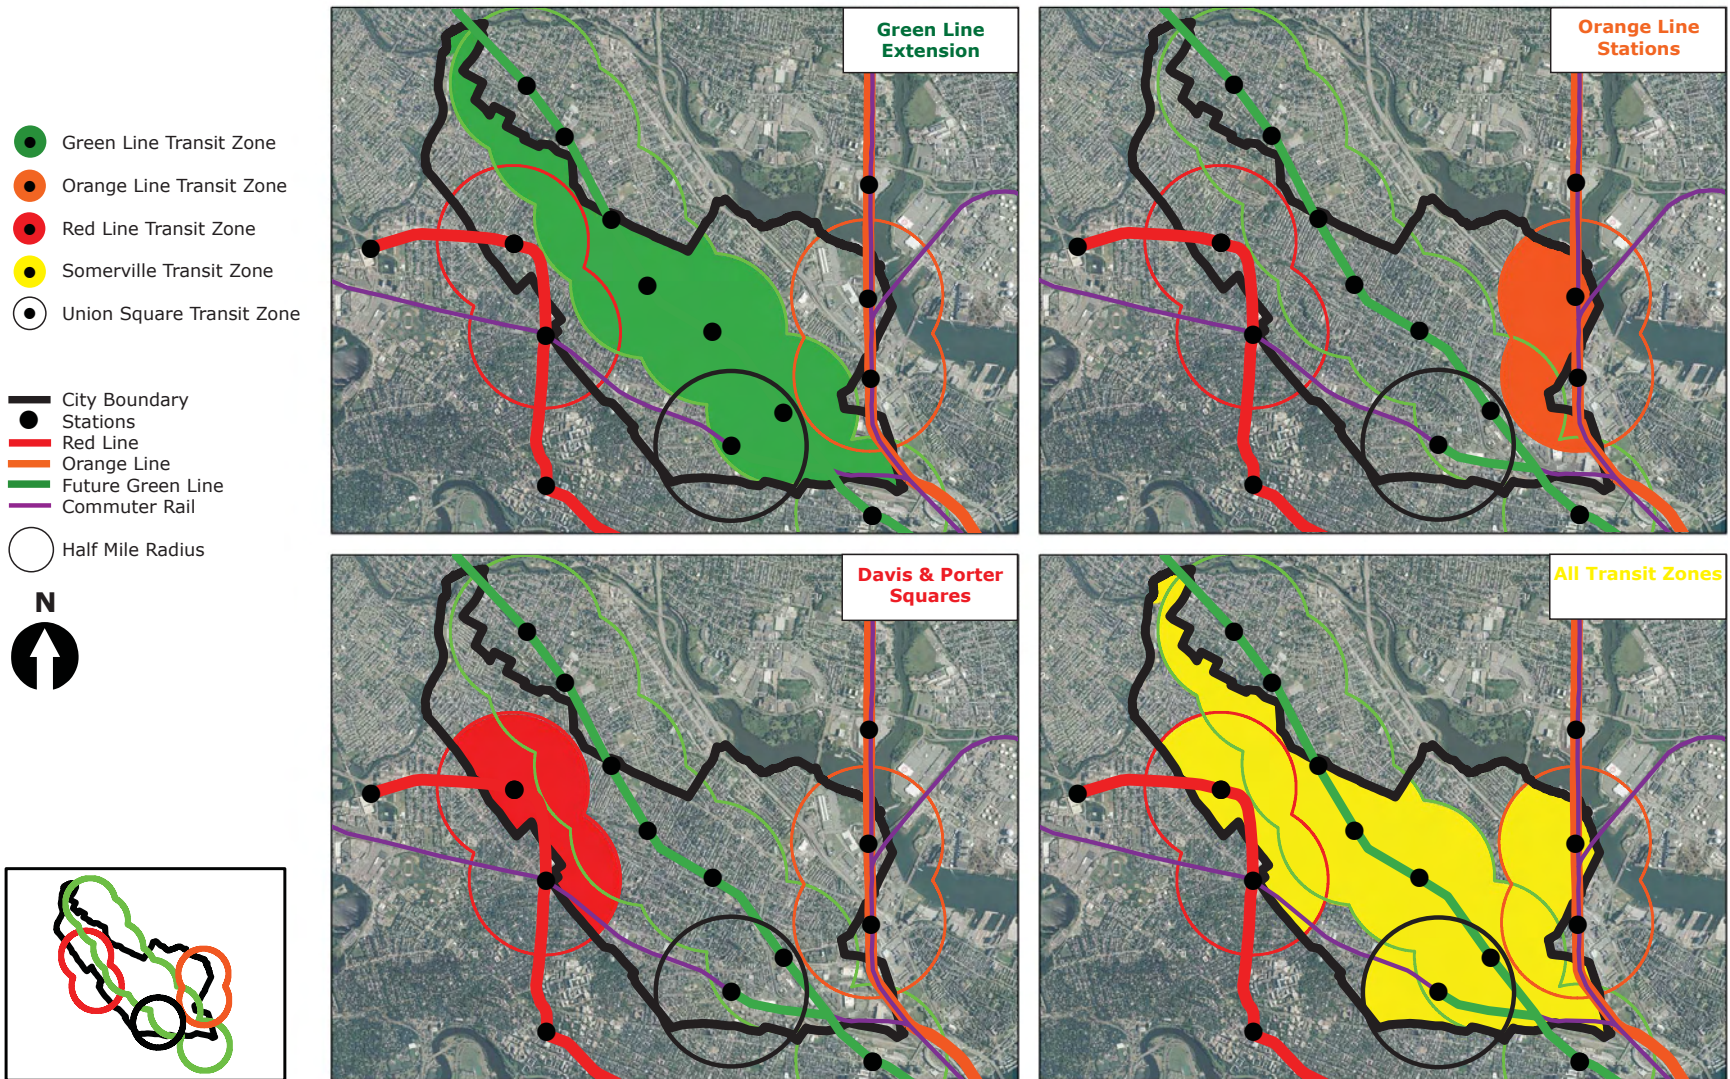 Green Line Transit Zone
Orange Line Transit Zone
Red Line Transit Zone
Somerville Transit Zone
Union Square Transit Zone
City Boundary
Stations
Red Line
Orange Line
Future Green Line
Commuter Rail
Half Mile Radius
N
Green Line
Extension
Orange Line
Stations
Davis & Porter
Squares
All Transit Zones